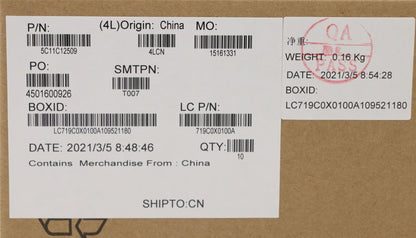 P/N:
(4L)Origin: China
MO:
5C11C12509
4LCN
15161331
PO:
SMTPN:
4501600926
T007
BOXID:
LC P/N:
LC719C0X0100A109521180
719C0X0100A
DATE: 2021/3/5 8:48:46
QTY:
10
Contains Merchandise From : China
SHIPTO:CN
QA
PASS
净重:
WEIGHT: 0.16 Kg
DATE: 2021/3/5 8:54:28
BOXID:
LC719C0X0100A109521180